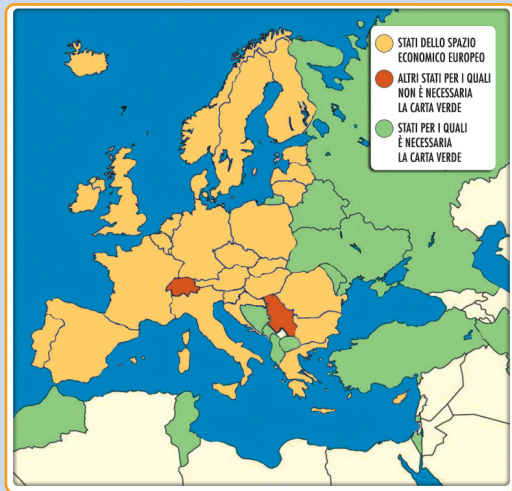 STATI DELLO SPAZIO
ECONOMICO EUROPEO
ALTRI STATI PER I QUALI
NON È NECESSARIA
LA CARTA VERDE
STATI PER I QUALI
È NECESSARIA
LA CARTA VERDE